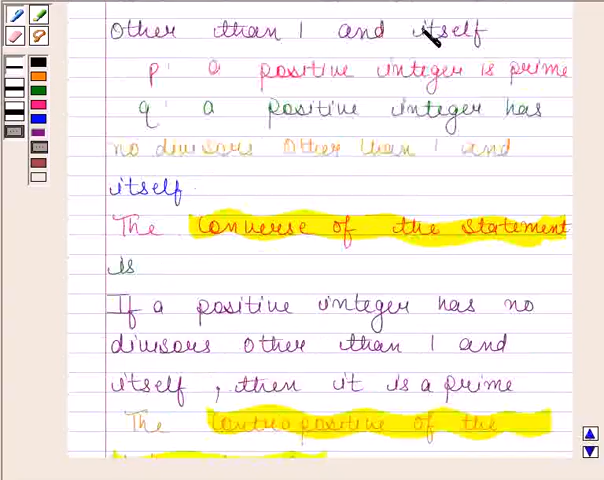 other than 1 and itself
p : a positive integer is prime
q : a positive integer has
no divisors other than 1 and
itself.
The converse of the statement
is
If a positive integer has no
divisors other than 1 and
itself , then it is a prime
The contrapositive of the